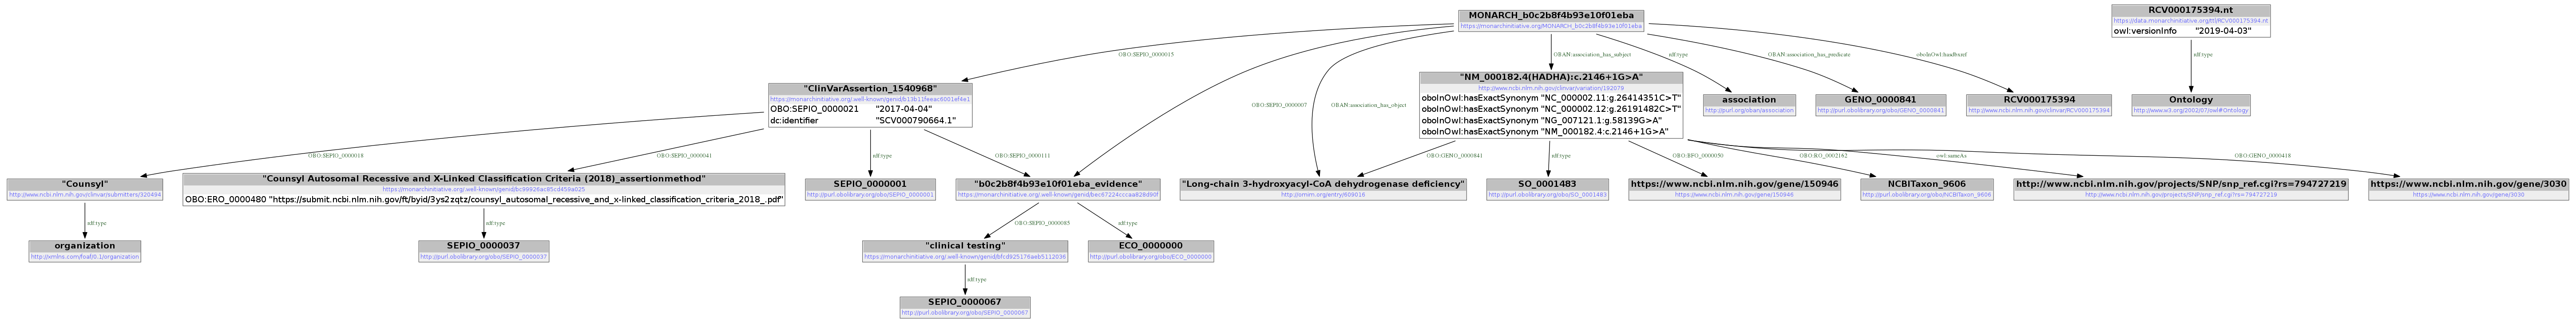 MONARCH_b0c2b8f4b93e10f01eba
https://monarchinitiative.org/MONARCH_b0c2b8f4b93e10f01eba
RCV000175394.nt
https://data.monarchinitiative.org/ttl/RCV000175394.nt
owl:versionInfo "2019-04-03"
OBO:SEPIO_0000015
OBO:SEPIO_0000007
OBAN:association_has_object
OBAN:association_has_subject
rdf:type
OBAN:association_has_predicate
oboInOwl:hasdbxref
rdf:type
"ClinVarAssertion_1540968"
OBO:SEPIO_0000021 "2017-04-04"
dc:identifier "SCV000790664.1"
"NM_000182.4(HADHA):c.2146+1G>A"
http://www.ncbi.nlm.nih.gov/clinvar/variation/192079
oboInOwl:hasExactSynonym "NC_000002.11:g.26414351C>T"
oboInOwl:hasExactSynonym "NC_000002.12:g.26191482C>T"
oboInOwl:hasExactSynonym "NG_007121.1:g.58139G>A"
oboInOwl:hasExactSynonym "NM_000182.4:c.2146+1G>A"
association
http://purl.org/oban/association
GENO_0000841
http://purl.obolibrary.org/obo/GENO_0000841
RCV000175394
http://www.ncbi.nlm.nih.gov/clinvar/RCV000175394
Ontology
http://www.w3.org/2002/07/owl#Ontology
OBO:SEPIO_0000018
OBO:SEPIO_0000041
rdf:type
OBO:SEPIO_0000111
OBO:GENO_0000841
rdf:type
OBO:BFO_0000050
OBO:RO_0002162
owl:sameAs
OBO:GENO_0000418
"Counsyl"
http://www.ncbi.nlm.nih.gov/clinvar/submitters/320494
"Counsyl Autosomal Recessive and X-Linked Classification Criteria (2018)_assertionmethod"
https://monarchinitiative.org/.well-known/genid/bc99926ac85cd459a025
OBO:ERO_0000480 "https://submit.ncbi.nlm.nih.gov/ft/byid/3ys2zqtz/counsyl_autosomal_recessive_and_x-linked_classification_criteria_2018_.pdf"
SEPIO_0000001
http://purl.obolibrary.org/obo/SEPIO_0000001
"b0c2b8f4b93e10f01eba_evidence"
"Long-chain 3-hydroxyacyl-CoA dehydrogenase deficiency"
http://omim.org/entry/609016
SO_0001483
http://purl.obolibrary.org/obo/SO_0001483
https://www.ncbi.nlm.nih.gov/gene/150946
https://www.ncbi.nlm.nih.gov/gene/150946
NCBITaxon_9606
http://purl.obolibrary.org/obo/NCBITaxon_9606
http://www.ncbi.nlm.nih.gov/projects/SNP/snp_ref.cgi?rs=794727219
http://www.ncbi.nlm.nih.gov/projects/SNP/snp_ref.cgi?rs=794727219
https://www.ncbi.nlm.nih.gov/gene/3030
https://www.ncbi.nlm.nih.gov/gene/3030
rdf:type
rdf:type
OBO:SEPIO_0000085
rdf:type
organization
http://xmlns.com/foaf/0.1/organization
SEPIO_0000037
http://purl.obolibrary.org/obo/SEPIO_0000037
"clinical testing"
https://monarchinitiative.org/.well-known/genid/bfcd825176aeb5112036
ECO_0000000
http://purl.obolibrary.org/obo/ECO_0000000
rdf:type
SEPIO_0000067
http://purl.obolibrary.org/obo/SEPIO_0000067